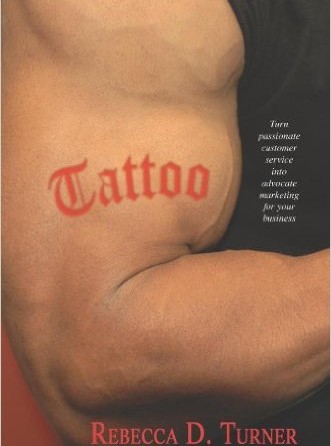 Tattoo
Turn
passionate
customer
service
into
advocate
marketing
for your
business
REBECCA D. TURNER